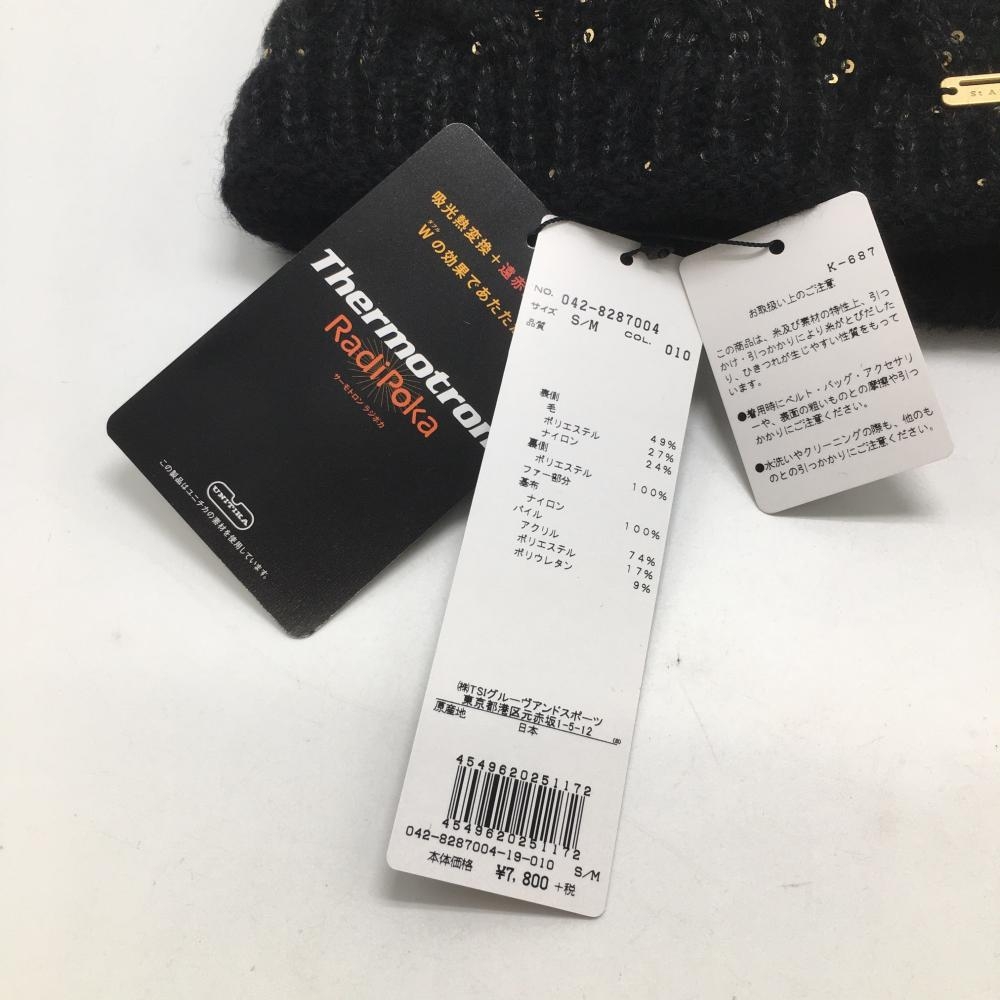 吸光熱変換+遠赤
ダブル
Wの効果であたた
Thermotron
RadiPoka
サーモトロン ラジポカ
UNITIKA
この製品はユニチカの素材を使用しています。
NO. 042-8287004
サイズ S/M COL. 010
品質
裏側
毛 49%
ポリエステル 27%
ナイロン 24%
裏側
ポリエステル 100%
ファー部分
基布
ナイロン 100%
パイル
アクリル 74%
ポリエステル 17%
ポリウレタン 9%
㈱TSIグルーヴアンドスポーツ
東京都港区元赤坂1-5-12
原産地 日本
4549620251172
4549620251172
042-8287004-19-010 S/M
本体価格 ¥7,800 +税
K-687
お取扱い上のご注意
この商品は、糸及び素材の特性上、引っ
かけ・引っつかかりにより糸がとびだした
り、ひきつれが生じやすい性質をもって
います。
●着用時にベルト・バッグ・アクセサリ
ーや、表面の粗いものとの摩擦や引っ
かかりにご注意ください。
●水洗いやクリーニングの際も、他のも
のとの引つかかりにご注意ください。
St A